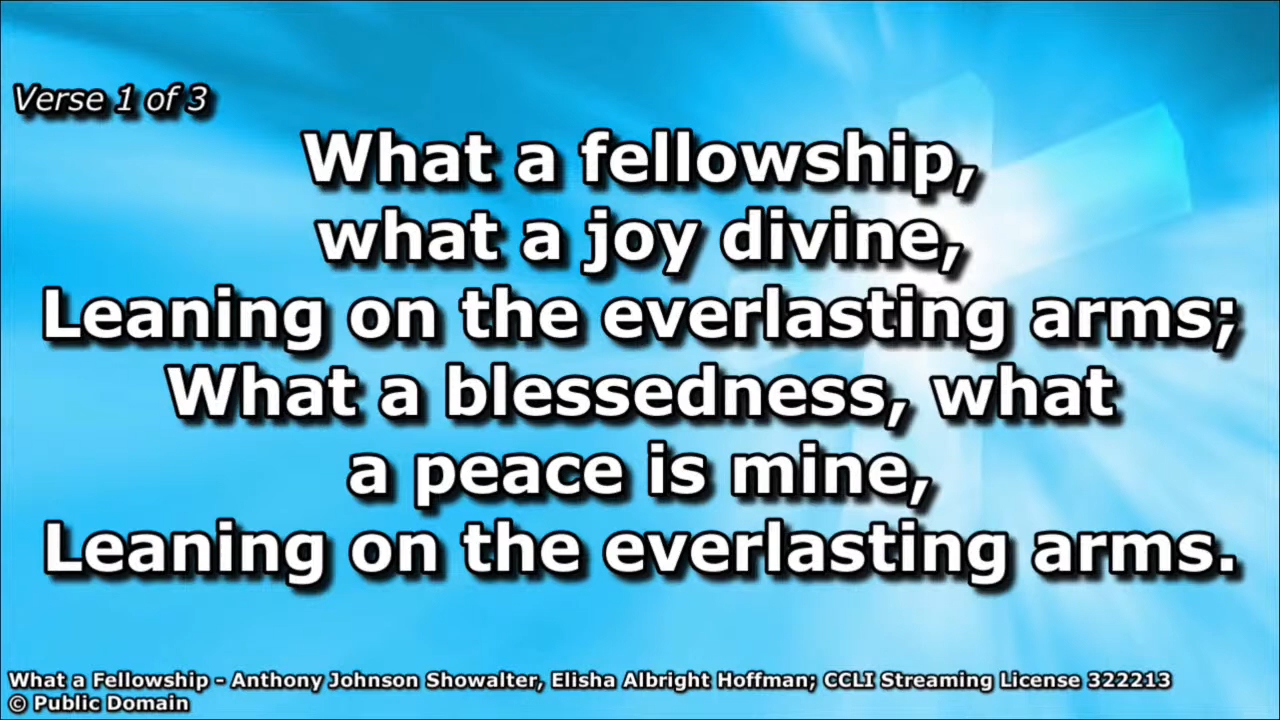 Verse 1 of 3
What a fellowship,
what a joy divine,
Leaning on the everlasting arms;
What a blessedness, what
a peace is mine,
Leaning on the everlasting arms.
What a Fellowship - Anthony Johnson Showalter, Elisha Albright Hoffman; CCLI Streaming License 322213
© Public Domain